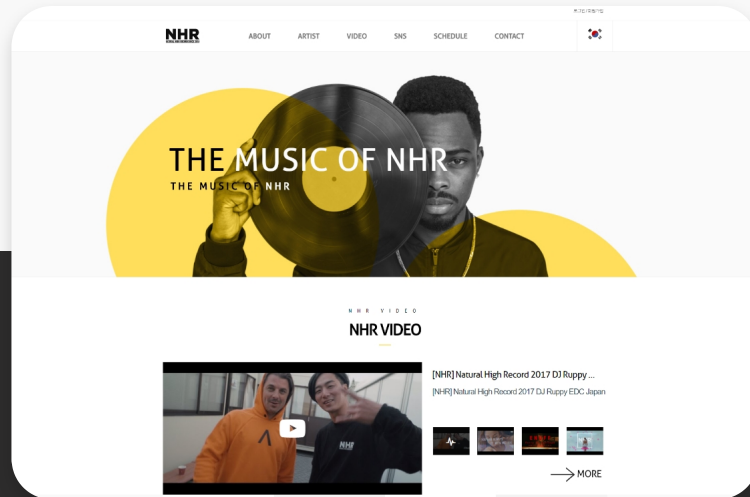 NHR
ABOUT
ARTIST
VIDEO
SNS
SCHEDULE
CONTACT
THE MUSIC OF NHR
THE MUSIC OF NHR
NHR VIDEO
NHR VIDEO
[NHR] Natural High Record 2017 DJ Ruppy ...
[NHR] Natural High Record 2017 DJ Ruppy EDC Japan
NHR
MORE